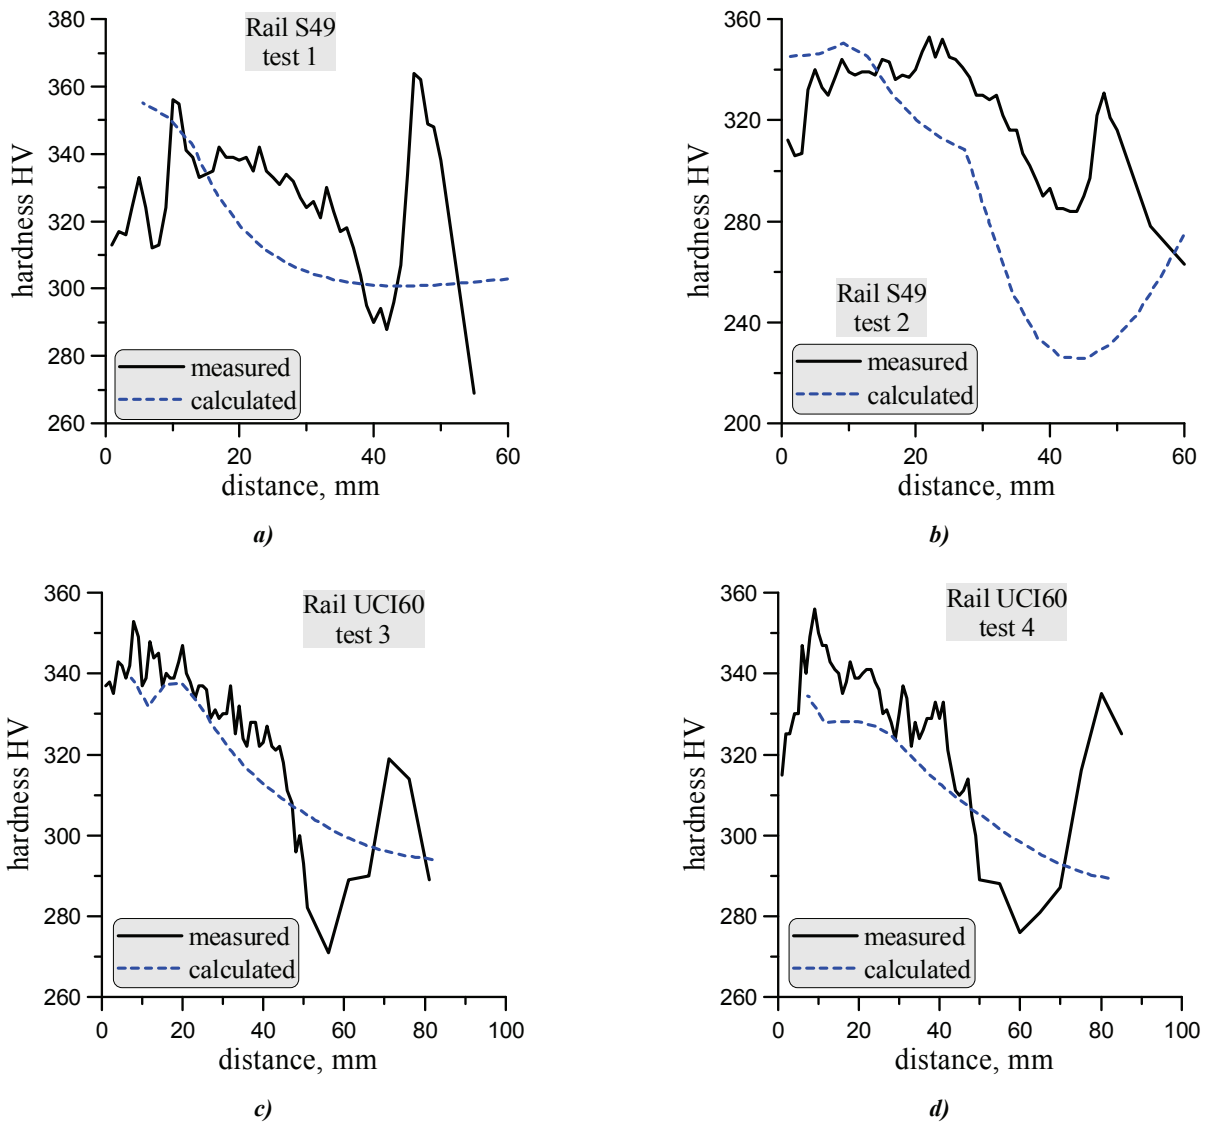 380
360
340
320
300
280
260
hardness HV
Rail S49
test 1
measured
calculated
0 20 40 60
distance, mm
a)
360
320
280
240
200
hardness HV
Rail S49
test 2
measured
calculated
0 20 40 60
distance, mm
b)
360
340
320
300
280
260
hardness HV
Rail UCI60
test 3
measured
calculated
0 20 40 60 80 100
distance, mm
c)
360
340
320
300
280
260
hardness HV
Rail UCI60
test 4
measured
calculated
0 20 40 60 80 100
distance, mm
d)